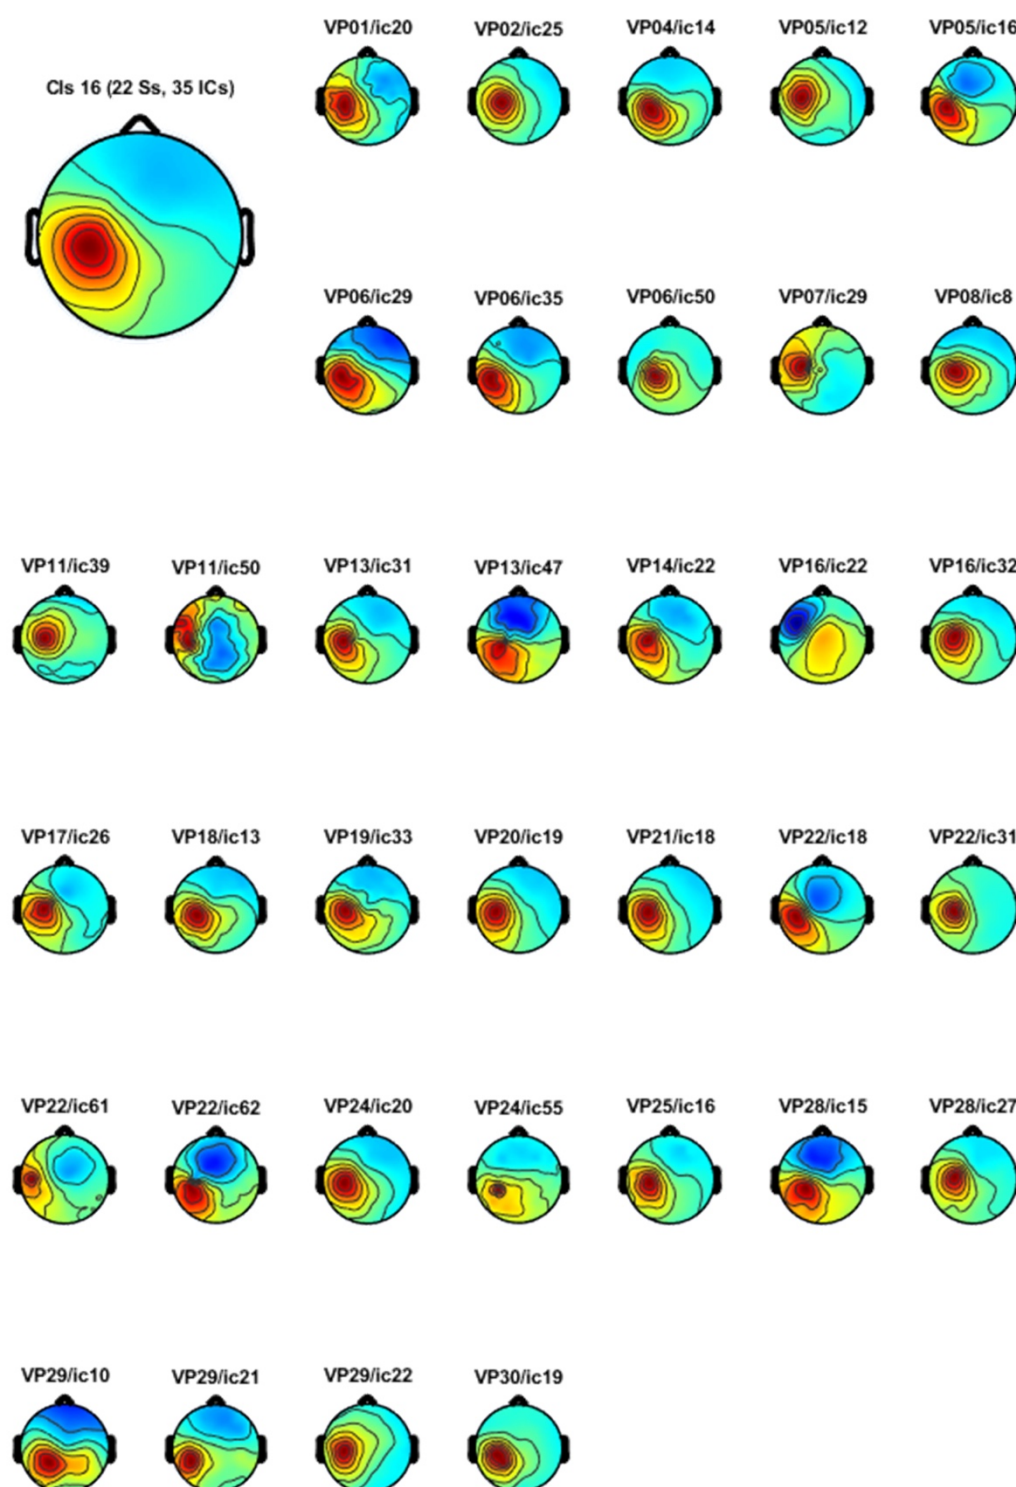 VP01/ic20 VP02/ic25 VP04/ic14 VP05/ic12 VP05/ic16
Cls 16 (22 Ss, 35 ICs)
VP06/ic29 VP06/ic35 VP06/ic50 VP07/ic29 VP08/ic8
VP11/ic39 VP11/ic50 VP13/ic31 VP13/ic47 VP14/ic22 VP16/ic22 VP16/ic32
VP17/ic26 VP18/ic13 VP19/ic33 VP20/ic19 VP21/ic18 VP22/ic18 VP22/ic31
VP22/ic61 VP22/ic62 VP24/ic20 VP24/ic55 VP25/ic16 VP28/ic15 VP28/ic27
VP29/ic10 VP29/ic21 VP29/ic22 VP30/ic19